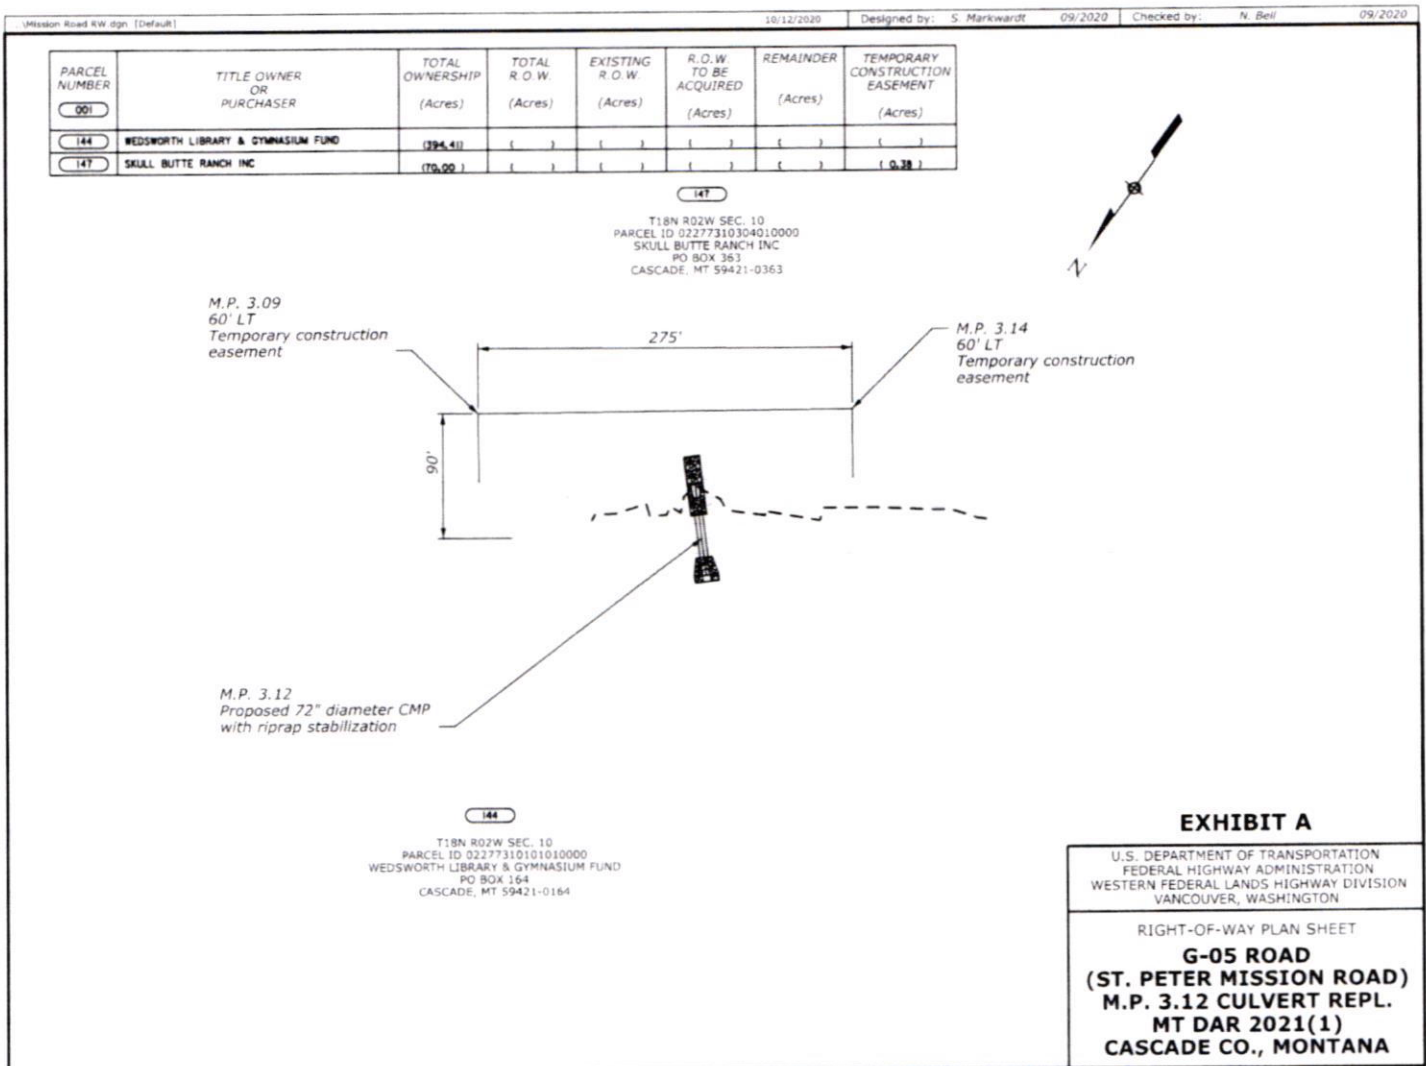 ...\Mission Road RW.dgn [Default] 10/12/2020 Designed by: S. Markwardt 09/2020 Checked by: N. Bell 09/2020
PARCEL
NUMBER
001
TITLE OWNER
OR
PURCHASER
TOTAL
OWNERSHIP
(Acres)
TOTAL
R.O.W.
(Acres)
EXISTING
R.O.W.
(Acres)
R.O.W.
TO BE
ACQUIRED
(Acres)
REMAINDER
(Acres)
TEMPORARY
CONSTRUCTION
EASEMENT
(Acres)
144 WEDSWORTH LIBRARY & GYMNASIUM FUND (394.41) ( ) ( ) ( ) ( ) ( )
147 SKULL BUTTE RANCH INC (70.00 ) ( ) ( ) ( ) ( ) ( 0.38 )
147
T18N R02W SEC. 10
PARCEL ID 02277310304010000
SKULL BUTTE RANCH INC
PO BOX 363
CASCADE, MT 59421-0363
N
M.P. 3.09
60' LT
Temporary construction
easement
275'
M.P. 3.14
60' LT
Temporary construction
easement
90'
M.P. 3.12
Proposed 72" diameter CMP
with riprap stabilization
144
T18N R02W SEC. 10
PARCEL ID 02277310101010000
WEDSWORTH LIBRARY & GYMNASIUM FUND
PO BOX 164
CASCADE, MT 59421-0164
EXHIBIT A
U.S. DEPARTMENT OF TRANSPORTATION
FEDERAL HIGHWAY ADMINISTRATION
WESTERN FEDERAL LANDS HIGHWAY DIVISION
VANCOUVER, WASHINGTON
RIGHT-OF-WAY PLAN SHEET
G-05 ROAD
(ST. PETER MISSION ROAD)
M.P. 3.12 CULVERT REPL.
MT DAR 2021(1)
CASCADE CO., MONTANA